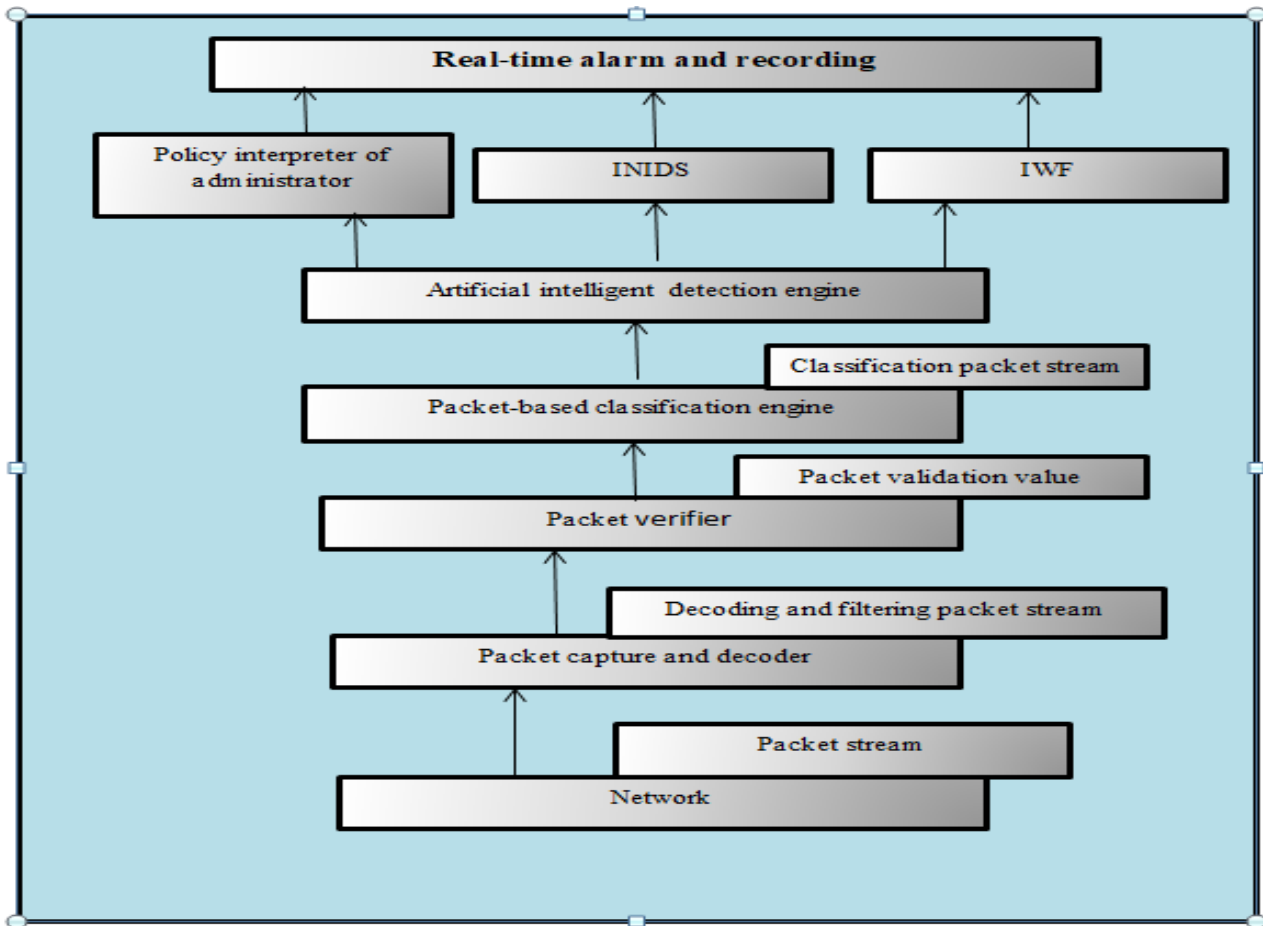 Real-time alarm and recording
Policy interpreter of
administrator
INIDS
IWF
Artificial intelligent detection engine
Classification packet stream
Packet-based classification engine
Packet validation value
Packet verifier
Decoding and filtering packet stream
Packet capture and decoder
Packet stream
Network